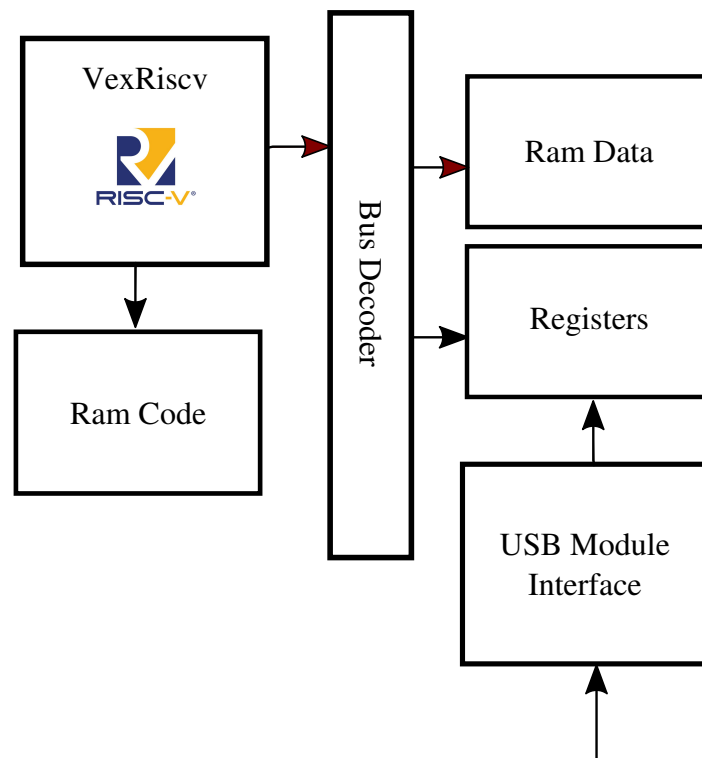 VexRiscv
RISC-V®
Ram Code
Bus Decoder
Ram Data
Registers
USB Module
Interface